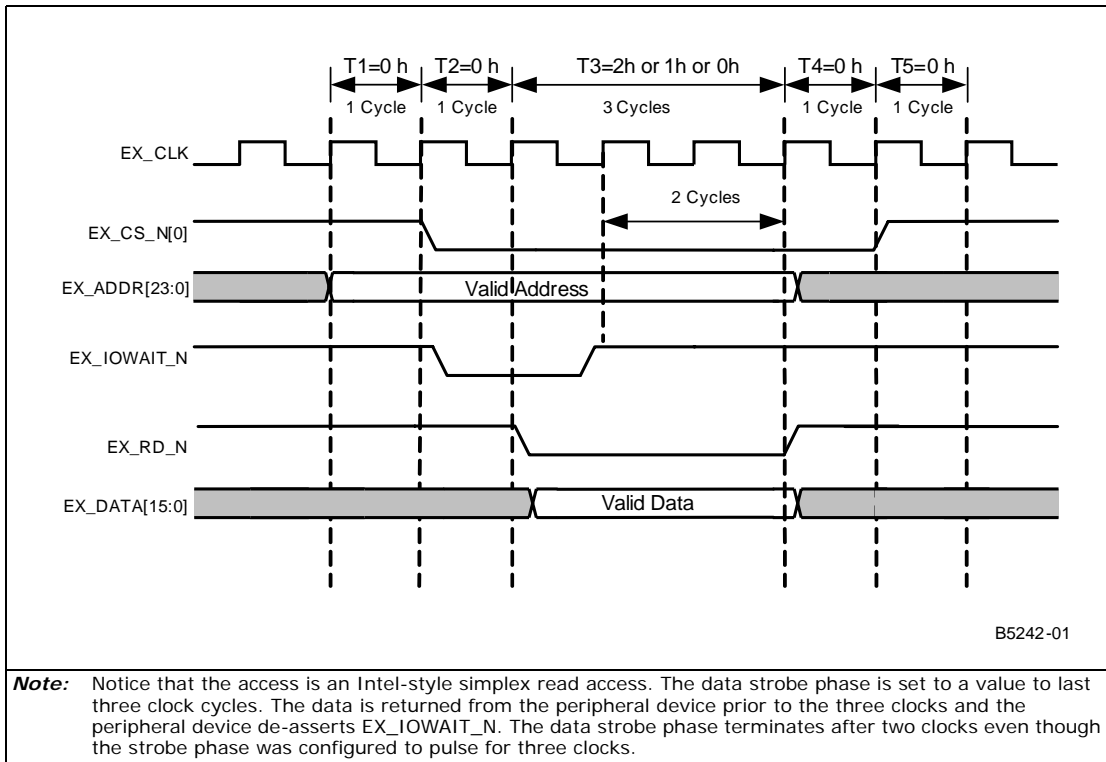 T1=0 h T2=0 h T3=2h or 1h or 0h T4=0 h T5=0 h
1 Cycle 1 Cycle 3 Cycles 1 Cycle 1 Cycle
EX_CLK
2 Cycles
EX_CS_N[0]
EX_ADDR[23:0] Valid Address
EX_IOWAIT_N
EX_RD_N
EX_DATA[15:0] Valid Data
B5242-01
Note: Notice that the access is an Intel-style simplex read access. The data strobe phase is set to a value to last
three clock cycles. The data is returned from the peripheral device prior to the three clocks and the
peripheral device de-asserts EX_IOWAIT_N. The data strobe phase terminates after two clocks even though
the strobe phase was configured to pulse for three clocks.